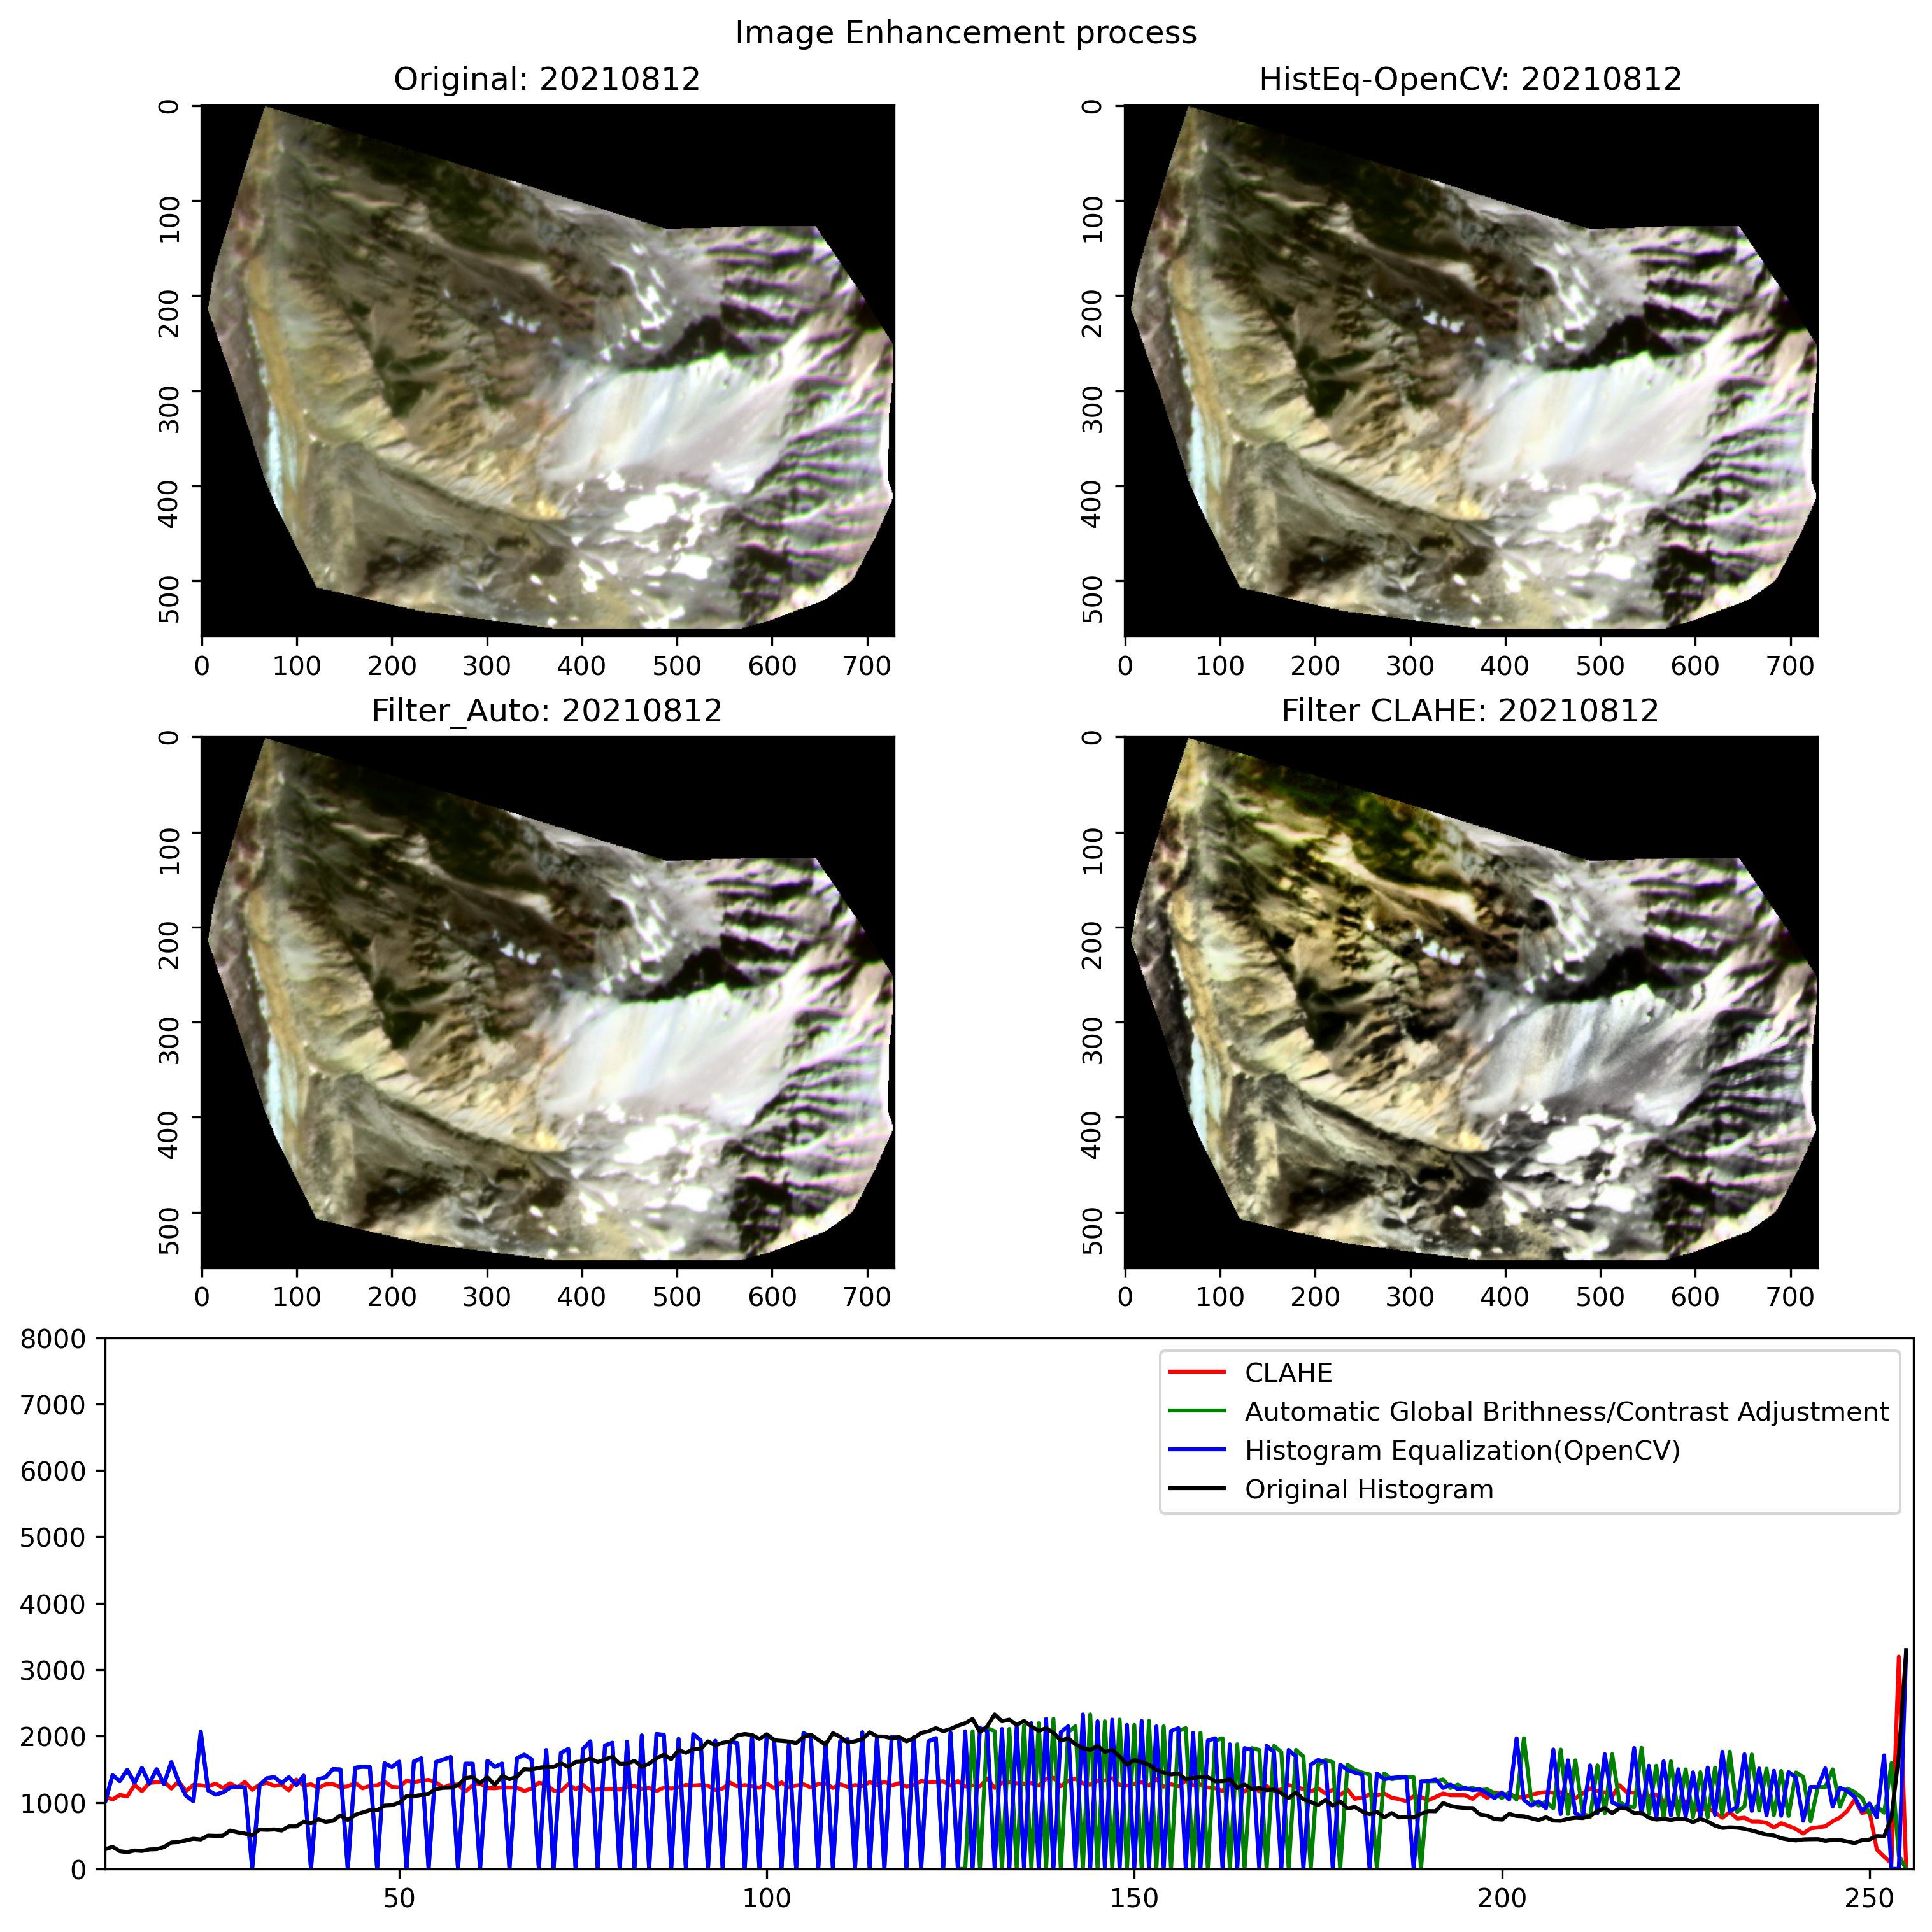 Image Enhancement process
Original: 20210812
HistEq-OpenCV: 20210812
0
100
200
300
400
500
0 100 200 300 400 500 600 700
0
100
200
300
400
500
0 100 200 300 400 500 600 700
Filter_Auto: 20210812
Filter CLAHE: 20210812
0
100
200
300
400
500
0 100 200 300 400 500 600 700
0
100
200
300
400
500
0 100 200 300 400 500 600 700
8000
7000
6000
5000
4000
3000
2000
1000
0
CLAHE
Automatic Global Brithness/Contrast Adjustment
Histogram Equalization(OpenCV)
Original Histogram
50 100 150 200 250